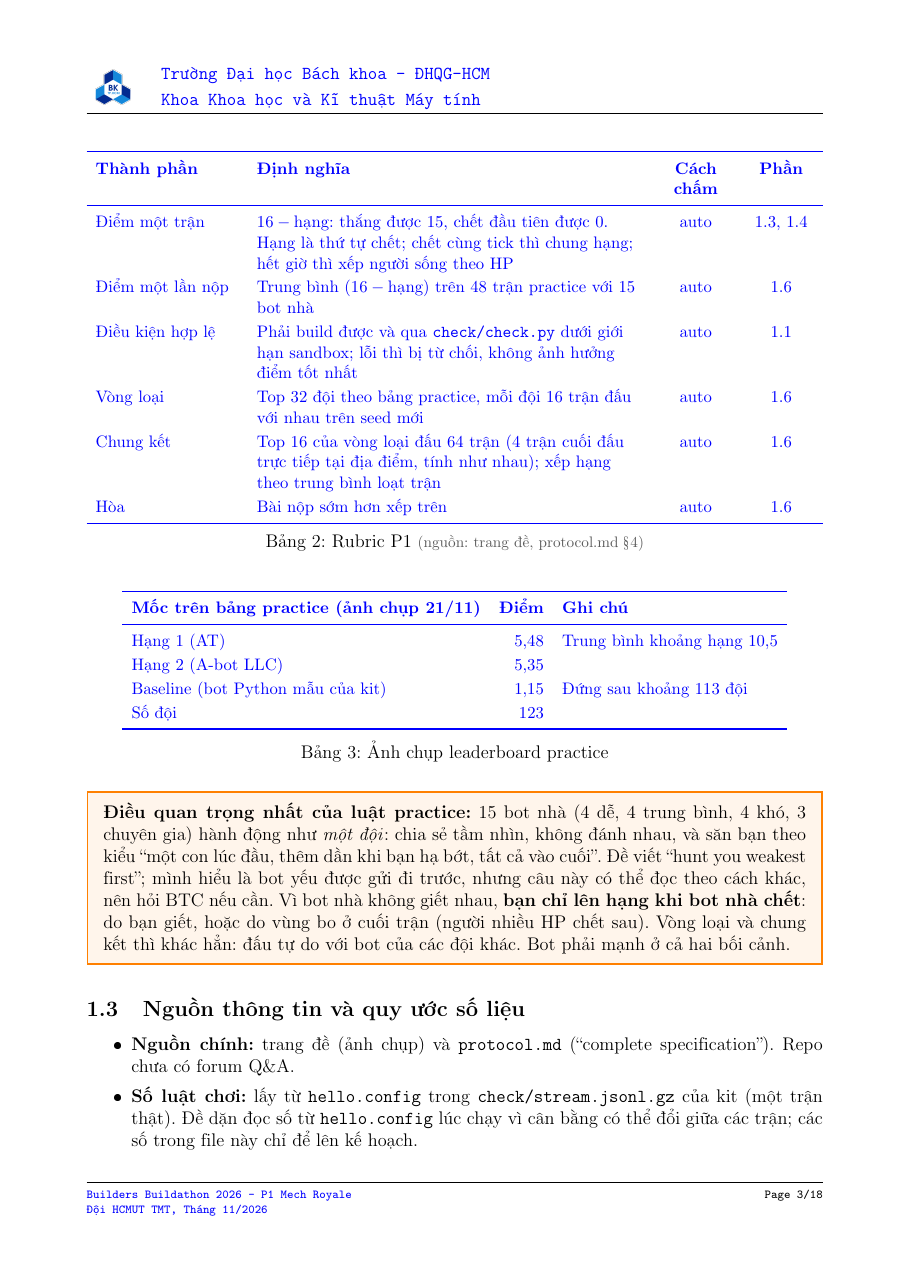 Trường Đại học Bách khoa - ĐHQG-HCM
Khoa Khoa học và Kĩ thuật Máy tính
BK
Thành phần Định nghĩa Cách chấm Phần
Điểm một trận 16 − hạng: thắng được 15, chết đầu tiên được 0. auto 1.3, 1.4
Hạng là thứ tự chết; chết cùng tick thì chung hạng;
hết giờ thì xếp người sống theo HP
Điểm một lần nộp Trung bình (16 − hạng) trên 48 trận practice với 15 auto 1.6
bot nhà
Điều kiện hợp lệ Phải build được và qua check/check.py dưới giới auto 1.1
hạn sandbox; lỗi thì bị từ chối, không ảnh hưởng
điểm tốt nhất
Vòng loại Top 32 đội theo bảng practice, mỗi đội 16 trận đấu auto 1.6
với nhau trên seed mới
Chung kết Top 16 của vòng loại đấu 64 trận (4 trận cuối đấu auto 1.6
trực tiếp tại địa điểm, tính như nhau); xếp hạng
theo trung bình loạt trận
Hòa Bài nộp sớm hơn xếp trên auto 1.6
Bảng 2: Rubric P1 (nguồn: trang đề, protocol.md §4)
Mốc trên bảng practice (ảnh chụp 21/11) Điểm Ghi chú
Hạng 1 (AT) 5,48 Trung bình khoảng hạng 10,5
Hạng 2 (A-bot LLC) 5,35
Baseline (bot Python mẫu của kit) 1,15 Đứng sau khoảng 113 đội
Số đội 123
Bảng 3: Ảnh chụp leaderboard practice
Điều quan trọng nhất của luật practice: 15 bot nhà (4 dễ, 4 trung bình, 4 khó, 3
chuyên gia) hành động như một đội: chia sẻ tầm nhìn, không đánh nhau, và săn bạn theo
kiểu “một con lúc đầu, thêm dần khi bạn hạ bớt, tất cả vào cuối”. Đề viết “hunt you weakest
first”; mình hiểu là bot yếu được gửi đi trước, nhưng câu này có thể đọc theo cách khác,
nên hỏi BTC nếu cần. Vì bot nhà không giết nhau, bạn chỉ lên hạng khi bot nhà chết:
do bạn giết, hoặc do vùng bo ở cuối trận (người nhiều HP chết sau). Vòng loại và chung
kết thì khác hẳn: đấu tự do với bot của các đội khác. Bot phải mạnh ở cả hai bối cảnh.
1.3 Nguồn thông tin và quy ước số liệu
• Nguồn chính: trang đề (ảnh chụp) và protocol.md (“complete specification”). Repo
chưa có forum Q&A.
• Số luật chơi: lấy từ hello.config trong check/stream.jsonl.gz của kit (một trận
thật). Đề dặn đọc số từ hello.config lúc chạy vì cân bằng có thể đổi giữa các trận; các
số trong file này chỉ để lên kế hoạch.
Builders Buildathon 2026 - P1 Mech Royale Page 3/18
Đội HCMUT TMT, Tháng 11/2026